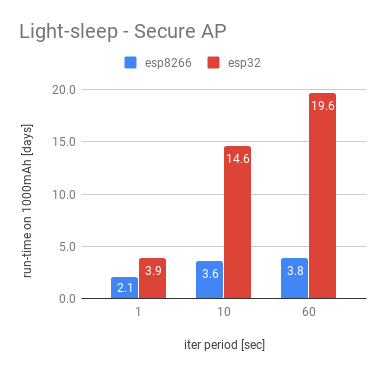 Light-sleep - Secure AP
esp8266 esp32
run-time on 1000mAh [days]
20.0
15.0
10.0
5.0
0.0
2.1 3.9 3.6 14.6 3.8 19.6
1 10 60
iter period [sec]